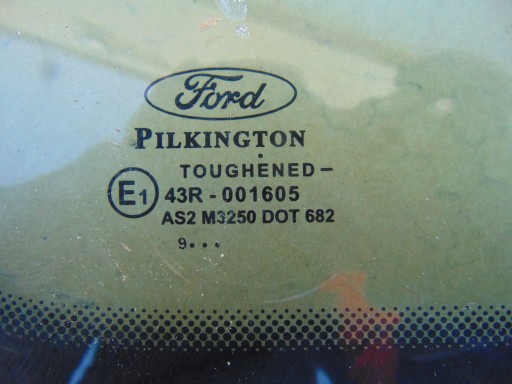 Ford
PILKINGTON
TOUGHENED-
E1 43R - 001605
AS2 M3250 DOT 682
9•••